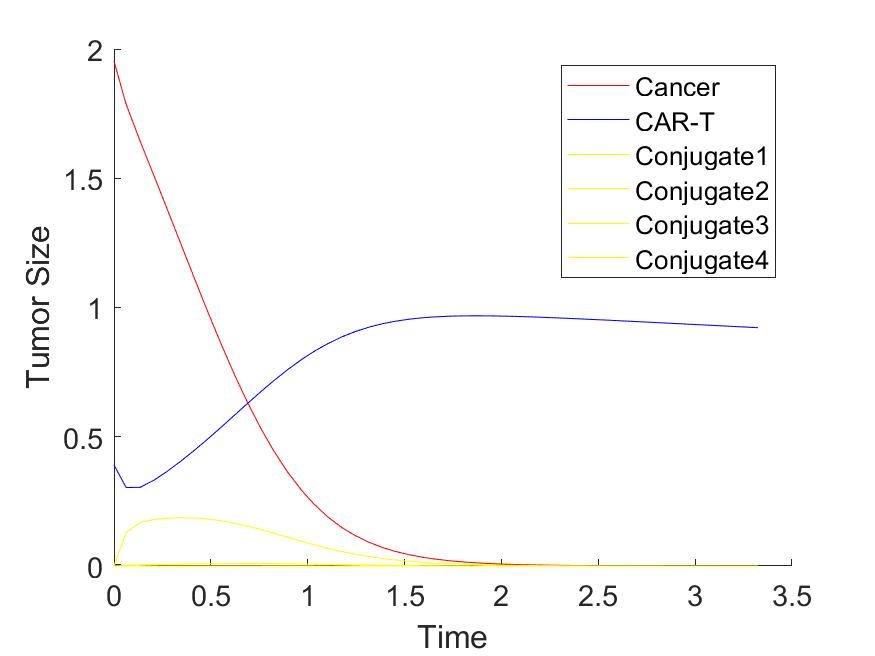 2
1.5
1
0.5
0
0
0.5
1
1.5
2
2.5
3
3.5
Tumor Size
Time
Cancer
CAR-T
Conjugate1
Conjugate2
Conjugate3
Conjugate4